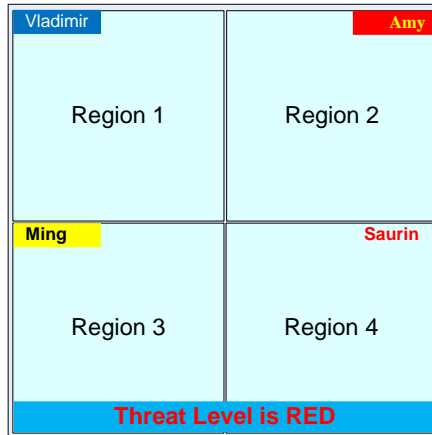 Vladimir
Amy
Region 1
Region 2
Ming
Saurin
Region 3
Region 4
Threat Level is RED